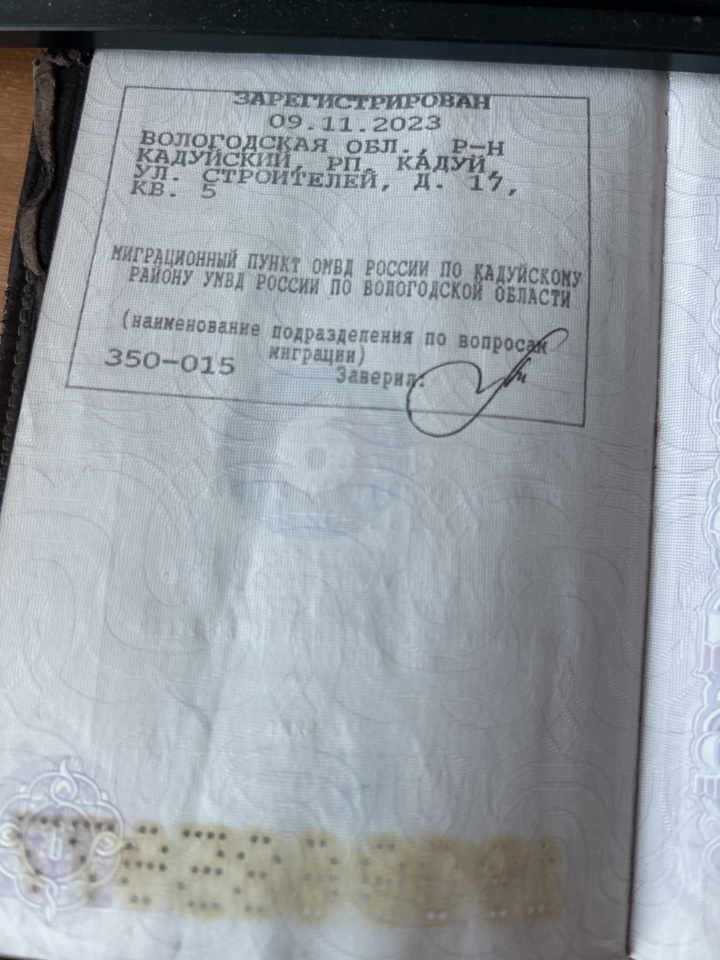 ЗАРЕГИСТРИРОВАН
09.11.2023
ВОЛОГОДСКАЯ ОБЛ., Р-Н
КАДУЙСКИЙ, РП. КАДУЙ,
УЛ. СТРОИТЕЛЕЙ, Д. 17,
КВ. 5
МИГРАЦИОННЫЙ ПУНКТ ОМВД РОССИИ ПО КАДУЙСКОМУ
РАЙОНУ УМВД РОССИИ ПО ВОЛОГОДСКОЙ ОБЛАСТИ
(наименование подразделения по вопросам
миграции)
350-015
Заверил: